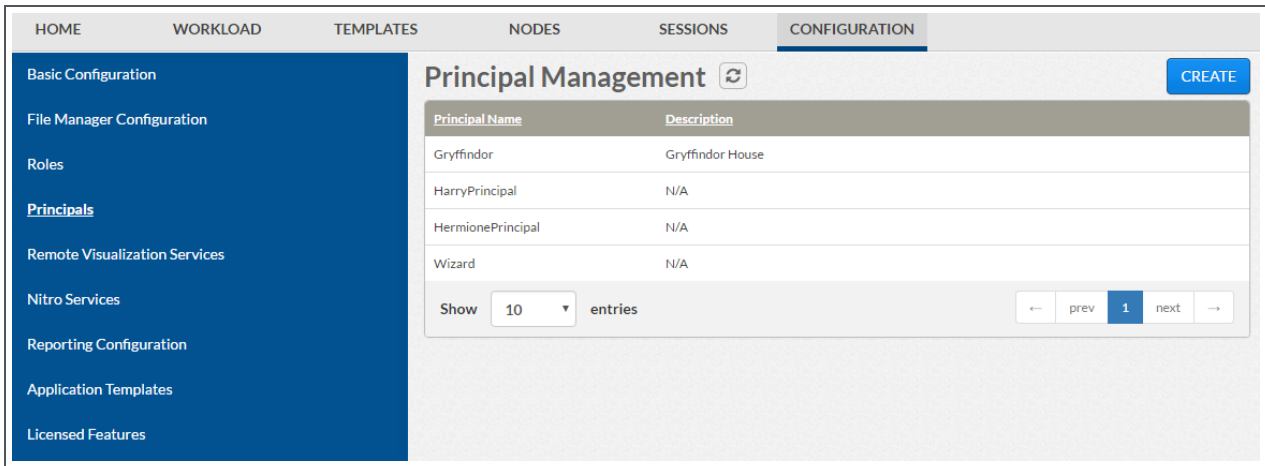 HOME WORKLOAD TEMPLATES NODES SESSIONS CONFIGURATION
Basic Configuration
File Manager Configuration
Roles
Principals
Remote Visualization Services
Nitro Services
Reporting Configuration
Application Templates
Licensed Features
Principal Management
CREATE
Principal Name Description
Gryffindor Gryffindor House
HarryPrincipal N/A
HermionePrincipal N/A
Wizard N/A
Show 10 entries
← prev 1 next →